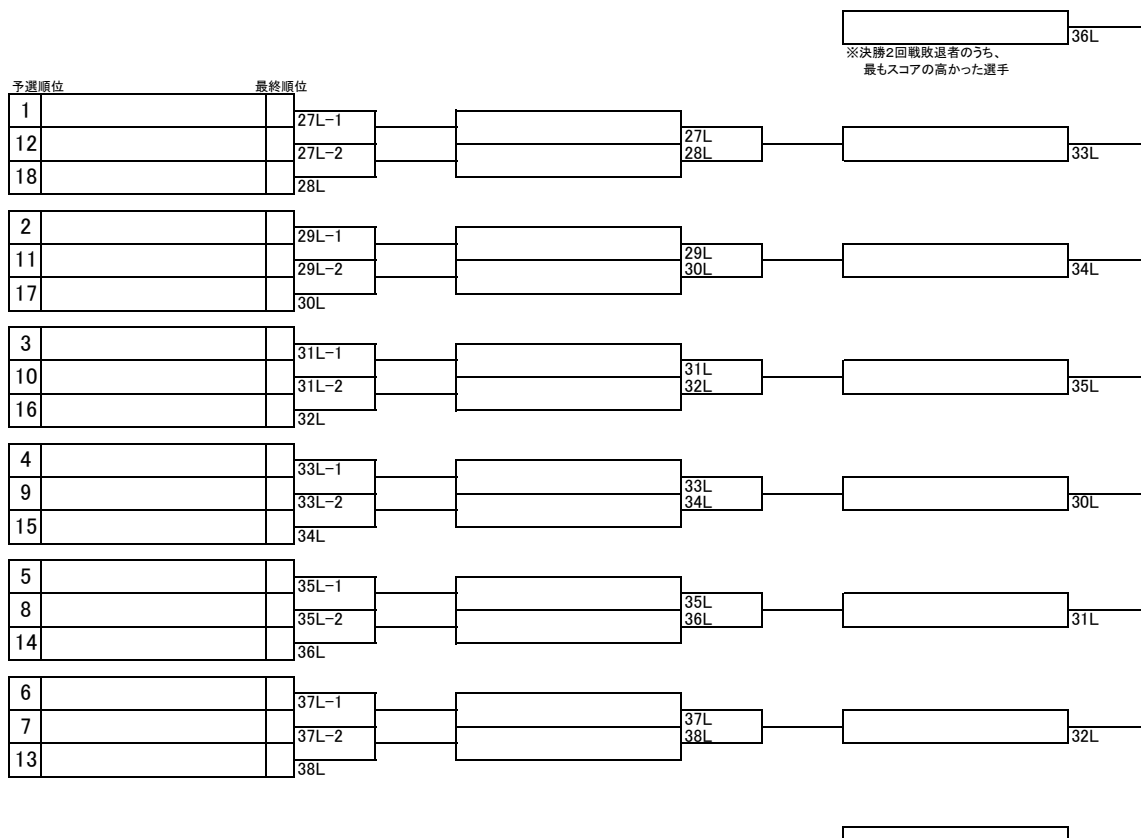 36L
※決勝2回戦敗退者のうち、
最もスコアの高かった選手
予選順位 最終順位
1
27L-1
12
27L-2
27L
28L
33L
18
28L
2
29L-1
11
29L-2
29L
30L
34L
17
30L
3
31L-1
10
31L-2
31L
32L
35L
16
32L
4
33L-1
9
33L-2
33L
34L
30L
15
34L
5
35L-1
8
35L-2
35L
36L
31L
14
36L
6
37L-1
7
37L-2
37L
38L
32L
13
38L